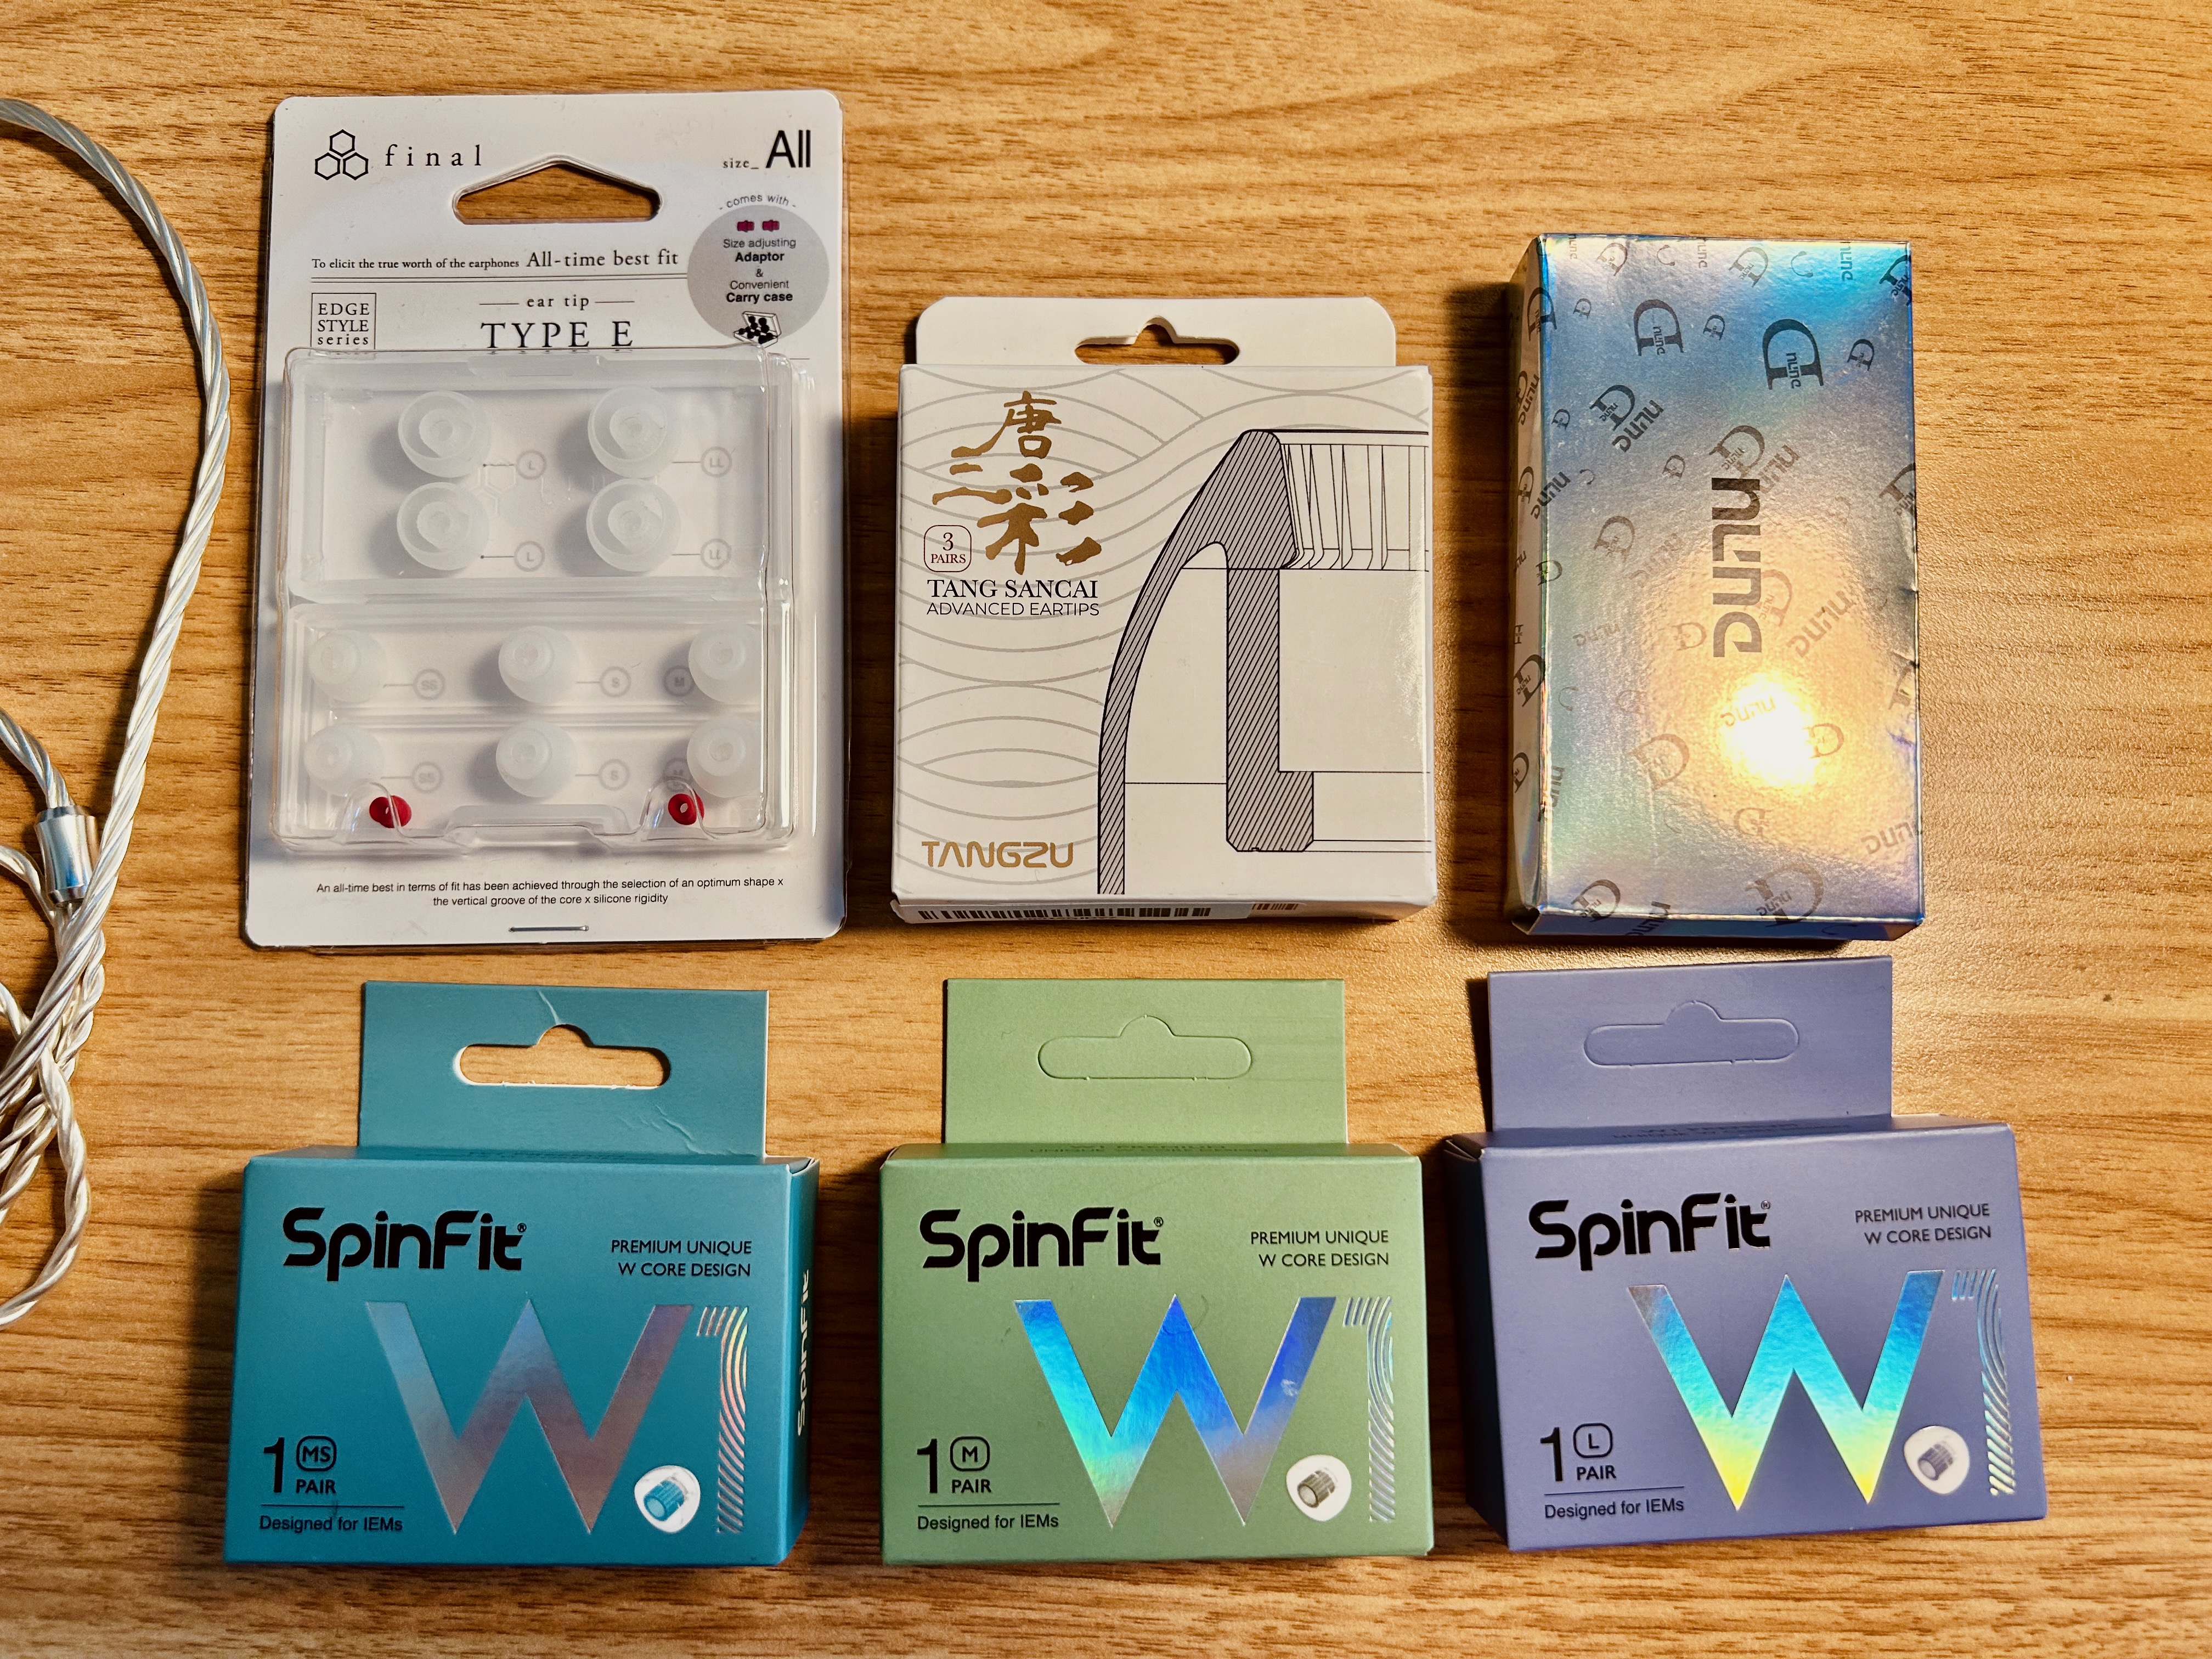 final
size_ All
- comes with -
Size adjusting
Adaptor
&
Convenient
Carry case
To elicit the true worth of the earphones All-time best fit
EDGE
STYLE
series
ear tip
TYPE E
L
LL
L
LL
SS
S
M
SS
S
M
An all-time best in terms of fit has been achieved through the selection of an optimum shape x
the vertical groove of the core x silicone rigidity
唐
三
彩
3
PAIRS
TANG SANCAI
ADVANCED EARTIPS
TANGZU
SpinFit®
PREMIUM UNIQUE
W CORE DESIGN
W1
1 MS
PAIR
Designed for IEMs
SpinFit
SpinFit®
PREMIUM UNIQUE
W CORE DESIGN
W1
1 M
PAIR
Designed for IEMs
SpinFit®
PREMIUM UNIQUE
W CORE DESIGN
W1
1 L
PAIR
Designed for IEMs